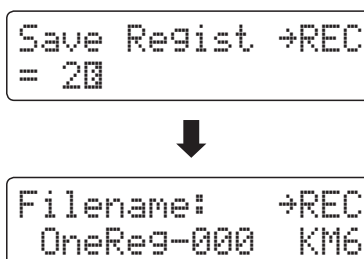 Save Regist →REC
= 20
Filename: →REC
OneReg-000 KM6